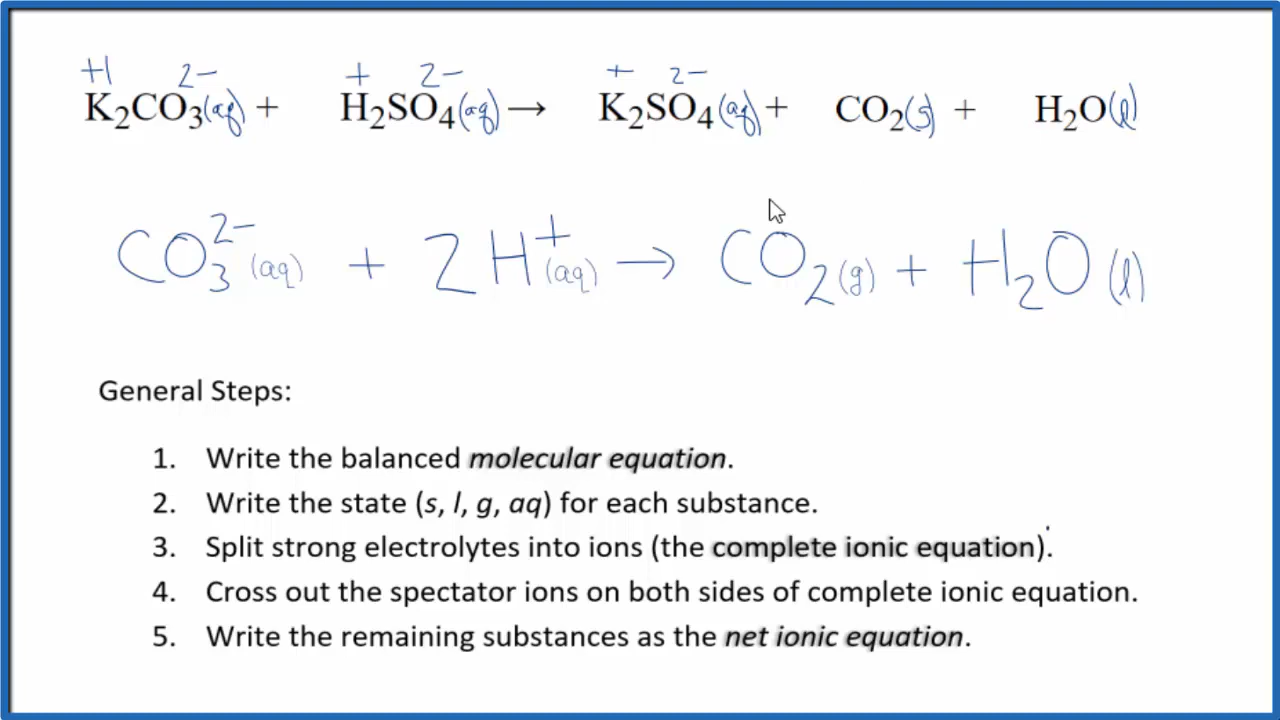 +1 2- + 2- + 2-
K₂CO₃(aq) + H₂SO₄(aq) → K₂SO₄(aq) + CO₂(g) + H₂O(l)
CO₃²⁻(aq) + 2H⁺(aq) → CO₂(g) + H₂O(l)
General Steps:
1. Write the balanced molecular equation.
2. Write the state (s, l, g, aq) for each substance.
3. Split strong electrolytes into ions (the complete ionic equation).
4. Cross out the spectator ions on both sides of complete ionic equation.
5. Write the remaining substances as the net ionic equation.